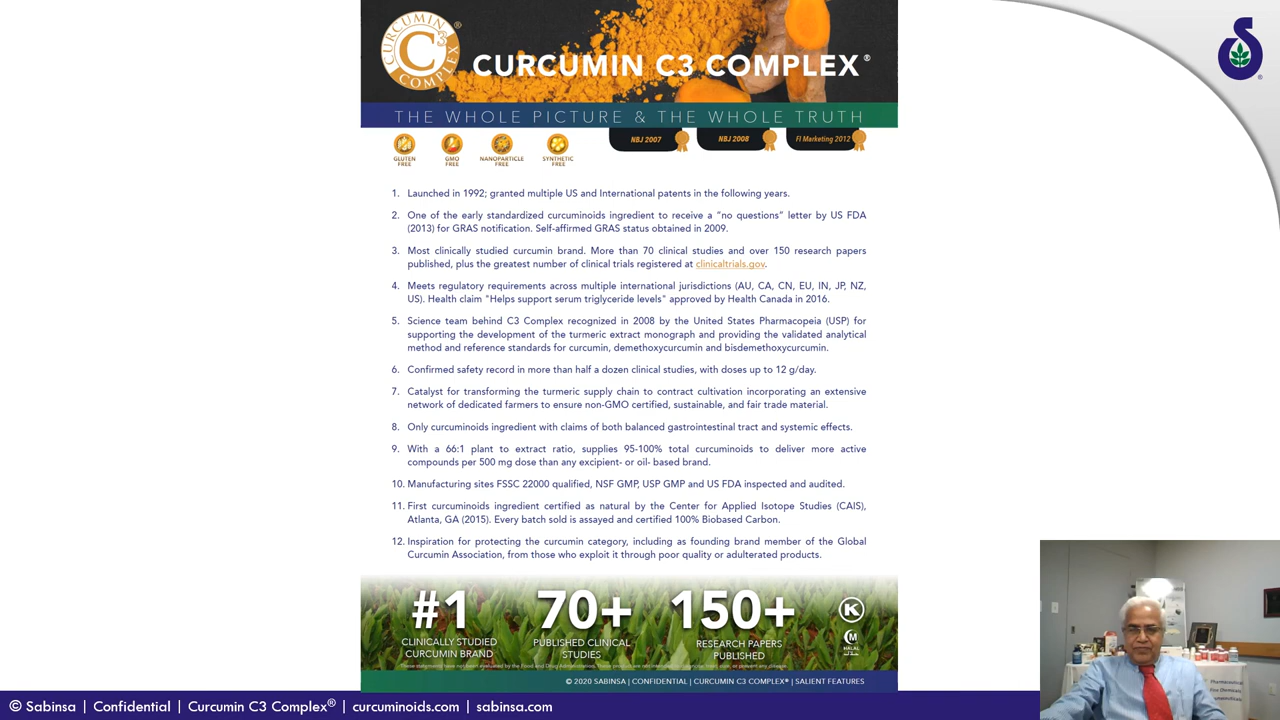 CURCUMIN C3 COMPLEX
®
CURCUMIN C3 COMPLEX®
THE WHOLE PICTURE & THE WHOLE TRUTH
GLUTEN FREE
GMO FREE
NANOPARTICLE FREE
SYNTHETIC FREE
NBJ 2007
NBJ 2008
FI Marketing 2012
1. Launched in 1992; granted multiple US and International patents in the following years.
2. One of the early standardized curcuminoids ingredient to receive a “no questions” letter by US FDA
(2013) for GRAS notification. Self-affirmed GRAS status obtained in 2009.
3. Most clinically studied curcumin brand. More than 70 clinical studies and over 150 research papers
published, plus the greatest number of clinical trials registered at clinicaltrials.gov.
4. Meets regulatory requirements across multiple international jurisdictions (AU, CA, CN, EU, IN, JP, NZ,
US). Health claim "Helps support serum triglyceride levels" approved by Health Canada in 2016.
5. Science team behind C3 Complex recognized in 2008 by the United States Pharmacopeia (USP) for
supporting the development of the turmeric extract monograph and providing the validated analytical
method and reference standards for curcumin, demethoxycurcumin and bisdemethoxycurcumin.
6. Confirmed safety record in more than half a dozen clinical studies, with doses up to 12 g/day.
7. Catalyst for transforming the turmeric supply chain to contract cultivation incorporating an extensive
network of dedicated farmers to ensure non-GMO certified, sustainable, and fair trade material.
8. Only curcuminoids ingredient with claims of both balanced gastrointestinal tract and systemic effects.
9. With a 66:1 plant to extract ratio, supplies 95-100% total curcuminoids to deliver more active
compounds per 500 mg dose than any excipient- or oil- based brand.
10. Manufacturing sites FSSC 22000 qualified, NSF GMP, USP GMP and US FDA inspected and audited.
11. First curcuminoids ingredient certified as natural by the Center for Applied Isotope Studies (CAIS),
Atlanta, GA (2015). Every batch sold is assayed and certified 100% Biobased Carbon.
12. Inspiration for protecting the curcumin category, including as founding brand member of the Global
Curcumin Association, from those who exploit it through poor quality or adulterated products.
#1
CLINICALLY STUDIED
CURCUMIN BRAND
70+
PUBLISHED CLINICAL
STUDIES
150+
RESEARCH PAPERS
PUBLISHED
K
M
HALAL
© 2020 SABINSA | CONFIDENTIAL | CURCUMIN C3 COMPLEX® | SALIENT FEATURES
Pharmaceutical
Fine Chemicals
© Sabinsa | Confidential | Curcumin C3 Complex® | curcuminoids.com | sabinsa.com